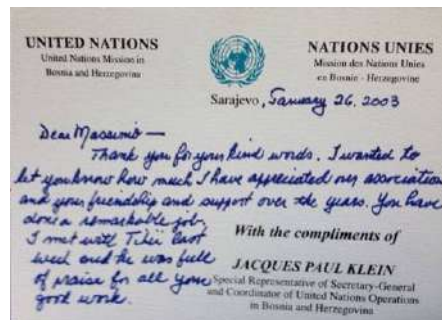 UNITED NATIONS
United Nations Mission in
Bosnia and Herzegovina
NATIONS UNIES
Mission des Nations Unies
en Bosnie - Herzegovine
Sarajevo, January 26, 2003
Dear Massimo —
Thank you for your kind words. I wanted to
let you know how much I have appreciated our association
and your friendship and support over the years. You have
done a remarkable job.
I met with last
week and he was full
of praise for all your
good work.
With the compliments of
JACQUES PAUL KLEIN
Special Representative of Secretary-General
and Coordinator of United Nations Operations
in Bosnia and Herzegovina